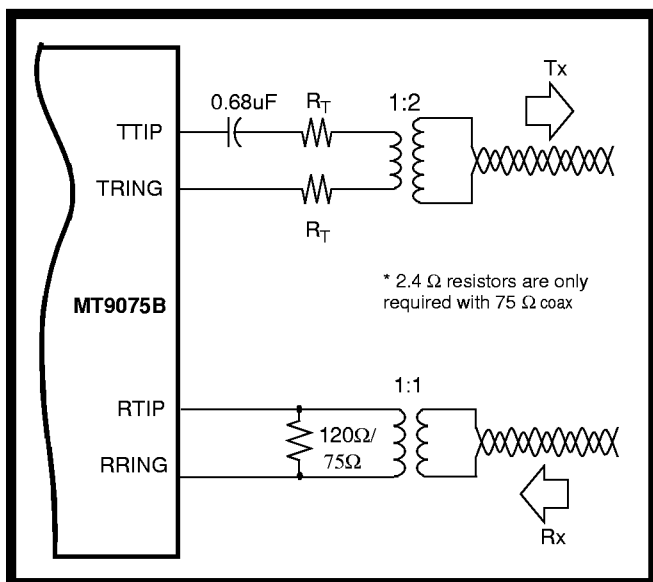 Tx
0.68uF
R_T
1:2
TTIP
TRING
R_T
* 2.4 Ω resistors are only
required with 75 Ω coax
MT9075B
1:1
RTIP
120Ω/
75Ω
RRING
Rx